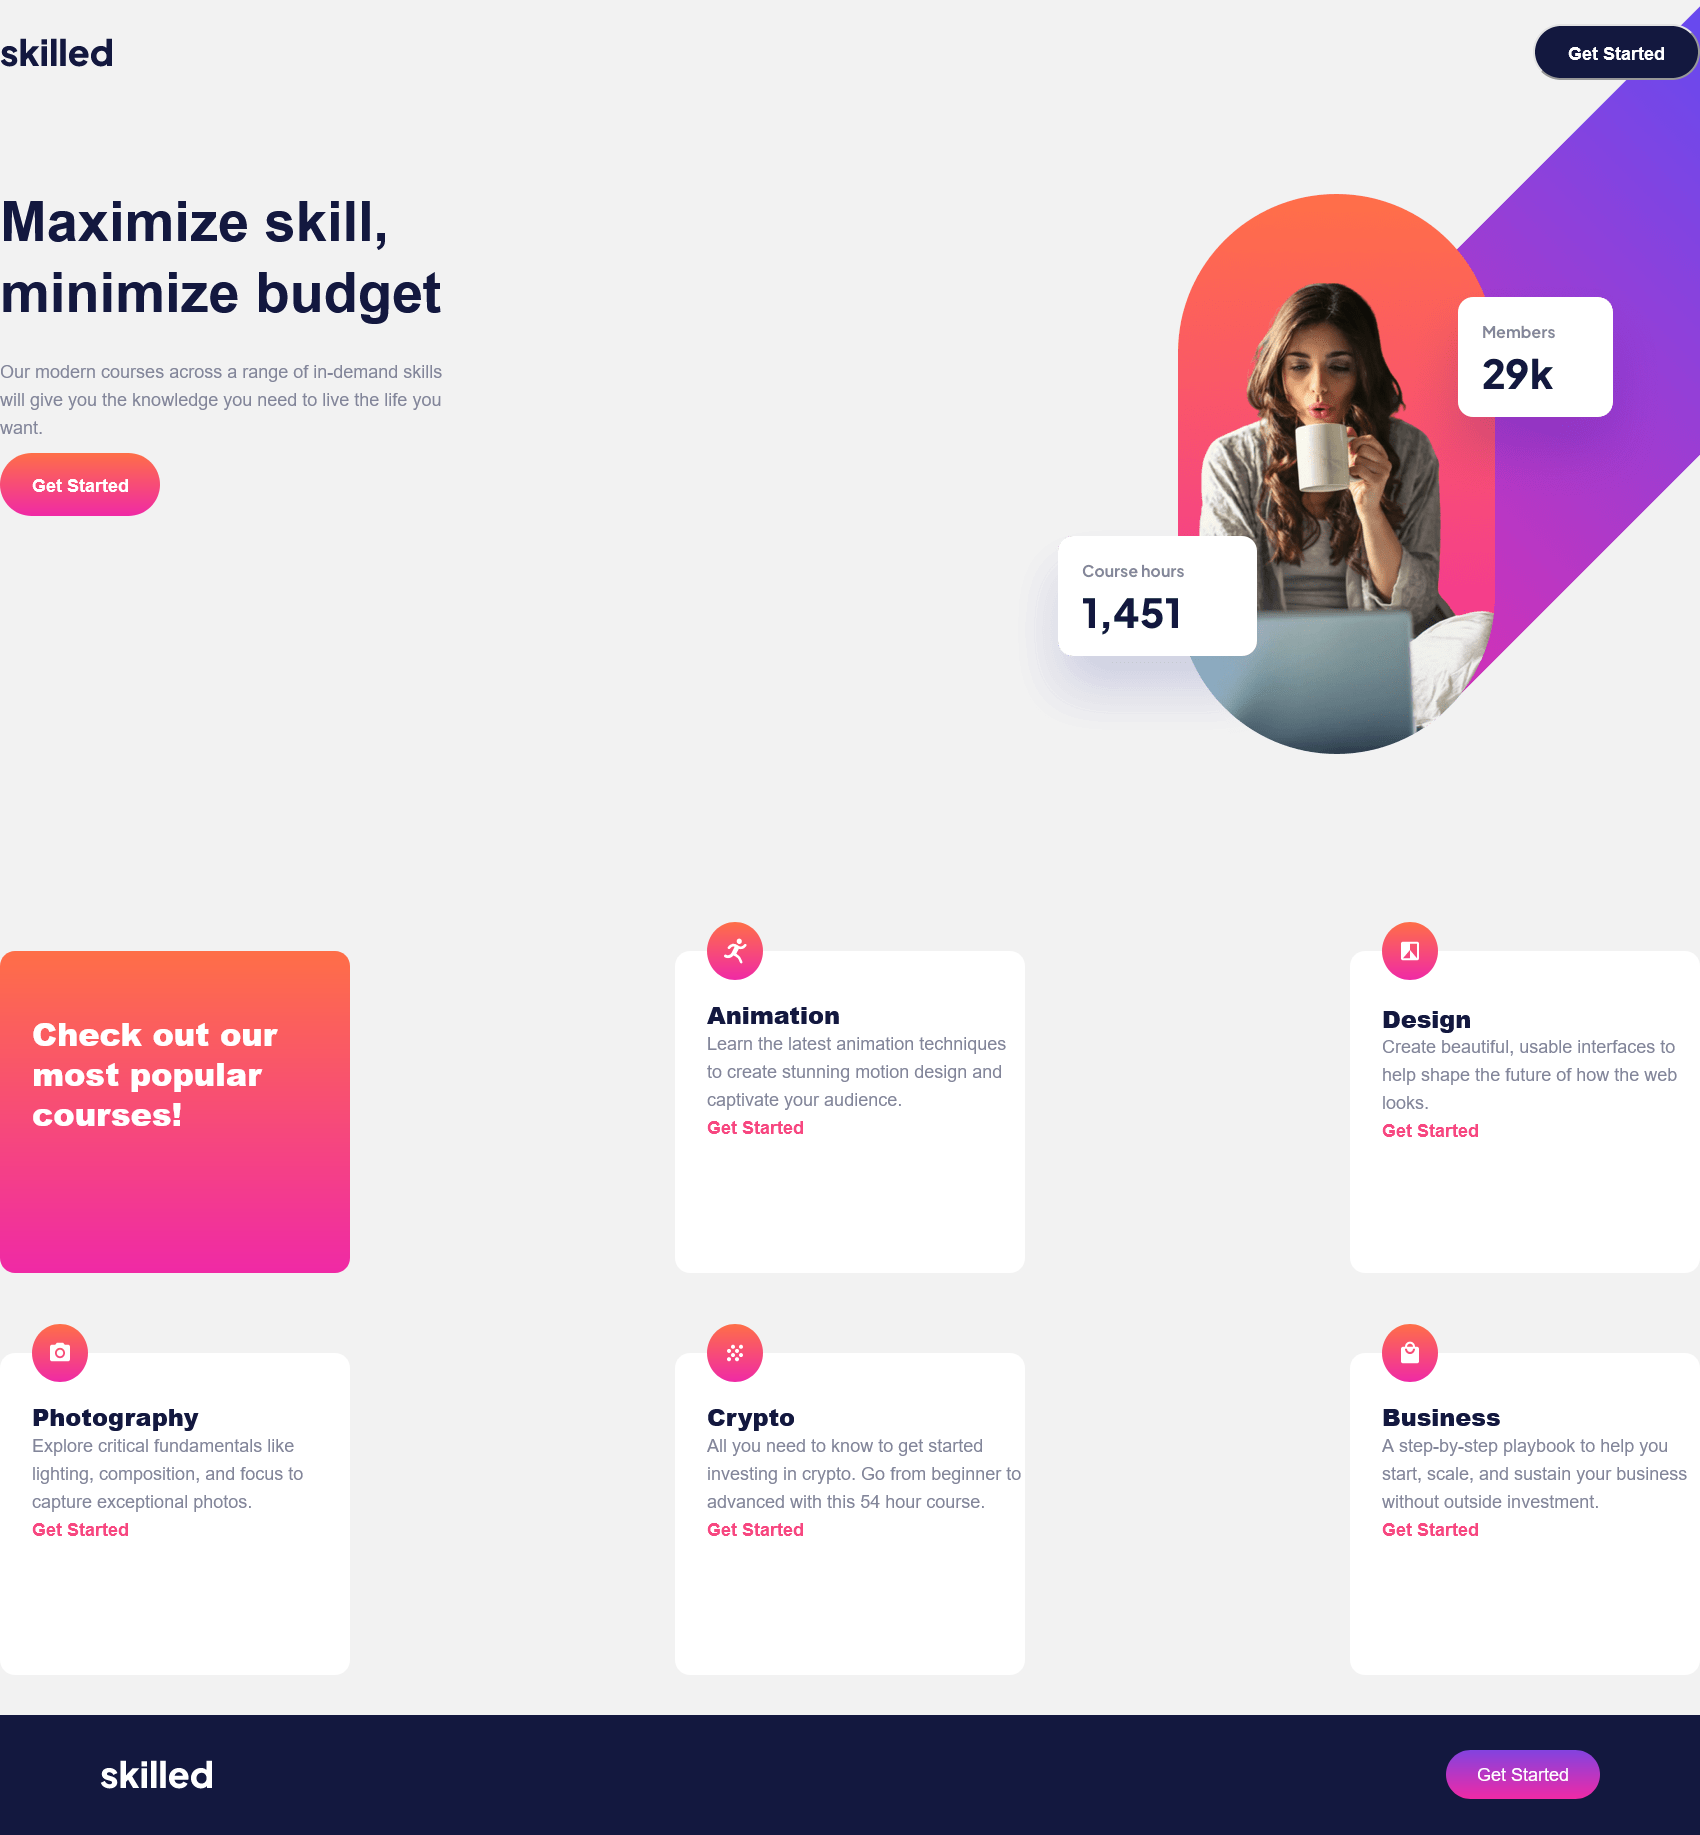 skilled
Get Started
Maximize skill,
minimize budget
Our modern courses across a range of in-demand skills
will give you the knowledge you need to live the life you
want.
Get Started
Members
29k
Course hours
1,451
Check out our
most popular
courses!
Animation
Learn the latest animation techniques
to create stunning motion design and
captivate your audience.
Get Started
Design
Create beautiful, usable interfaces to
help shape the future of how the web
looks.
Get Started
Photography
Explore critical fundamentals like
lighting, composition, and focus to
capture exceptional photos.
Get Started
Crypto
All you need to know to get started
investing in crypto. Go from beginner to
advanced with this 54 hour course.
Get Started
Business
A step-by-step playbook to help you
start, scale, and sustain your business
without outside investment.
Get Started
skilled
Get Started